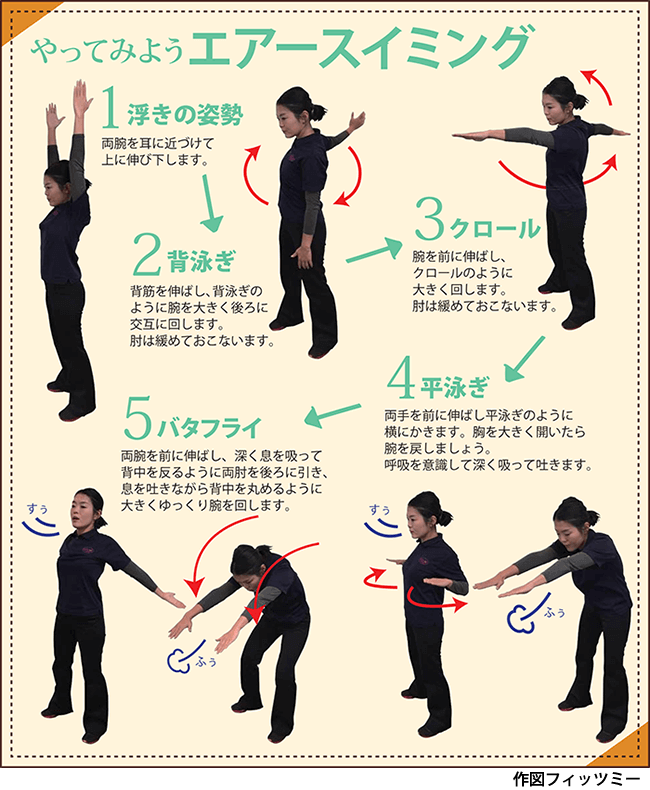 やってみようエアースイミング
1 浮きの姿勢
両腕を耳に近づけて
上に伸び下します。
2 背泳ぎ
背筋を伸ばし、背泳ぎの
ように腕を大きく後ろに
交互に回します。
肘は緩めておこないます。
3 クロール
腕を前に伸ばし、
クロールのように
大きく回します。
肘は緩めておこないます。
4 平泳ぎ
両手を前に伸ばし平泳ぎのように
横にかきます。胸を大きく開いたら
腕を戻しましょう。
呼吸を意識して深く吸って吐きます。
すぅ
ふぅ
5 バタフライ
両腕を前に伸ばし、深く息を吸って
背中を反るように両肘を後ろに引き、
息を吐きながら背中を丸めるように
大きくゆっくり腕を回します。
すぅ
ふぅ
作図フィッツミー